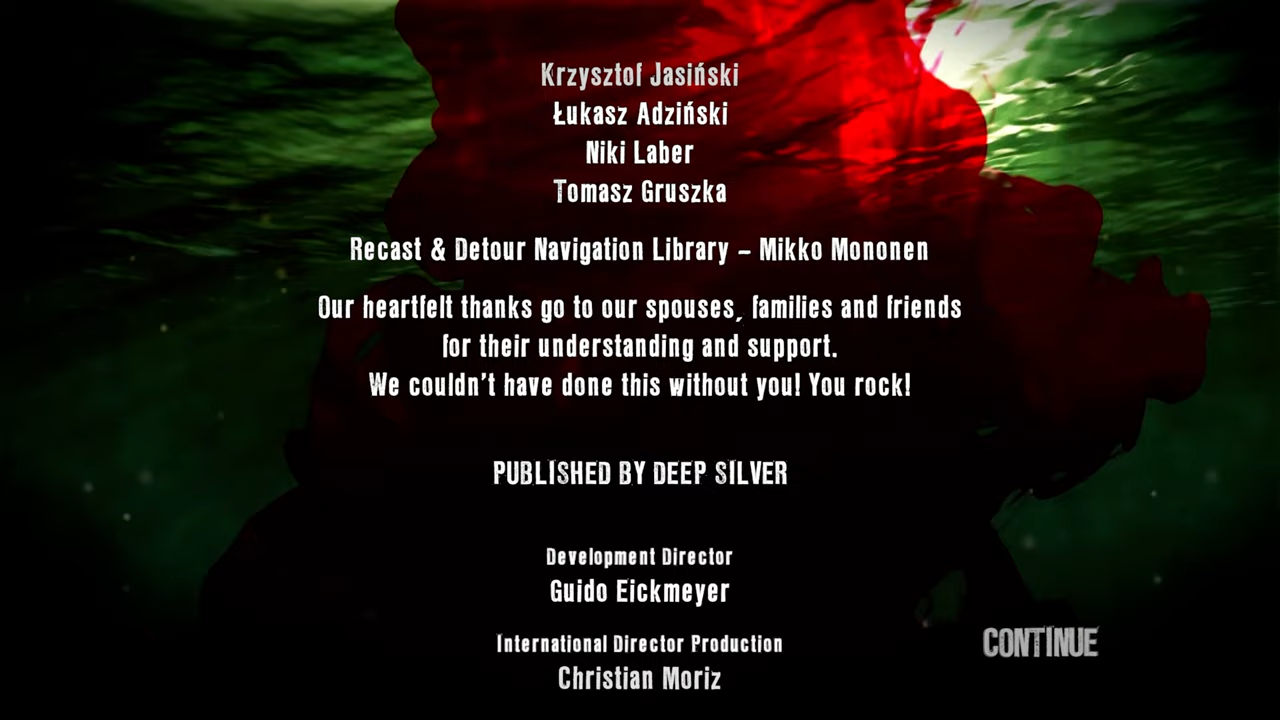 Krzysztof Jasiński
Łukasz Adziński
Niki Laber
Tomasz Gruszka
Recast & Detour Navigation Library – Mikko Mononen
Our heartfelt thanks go to our spouses, families and friends
for their understanding and support.
We couldn't have done this without you! You rock!
PUBLISHED BY DEEP SILVER
Development Director
Guido Eickmeyer
International Director Production
Christian Moriz
CONTINUE